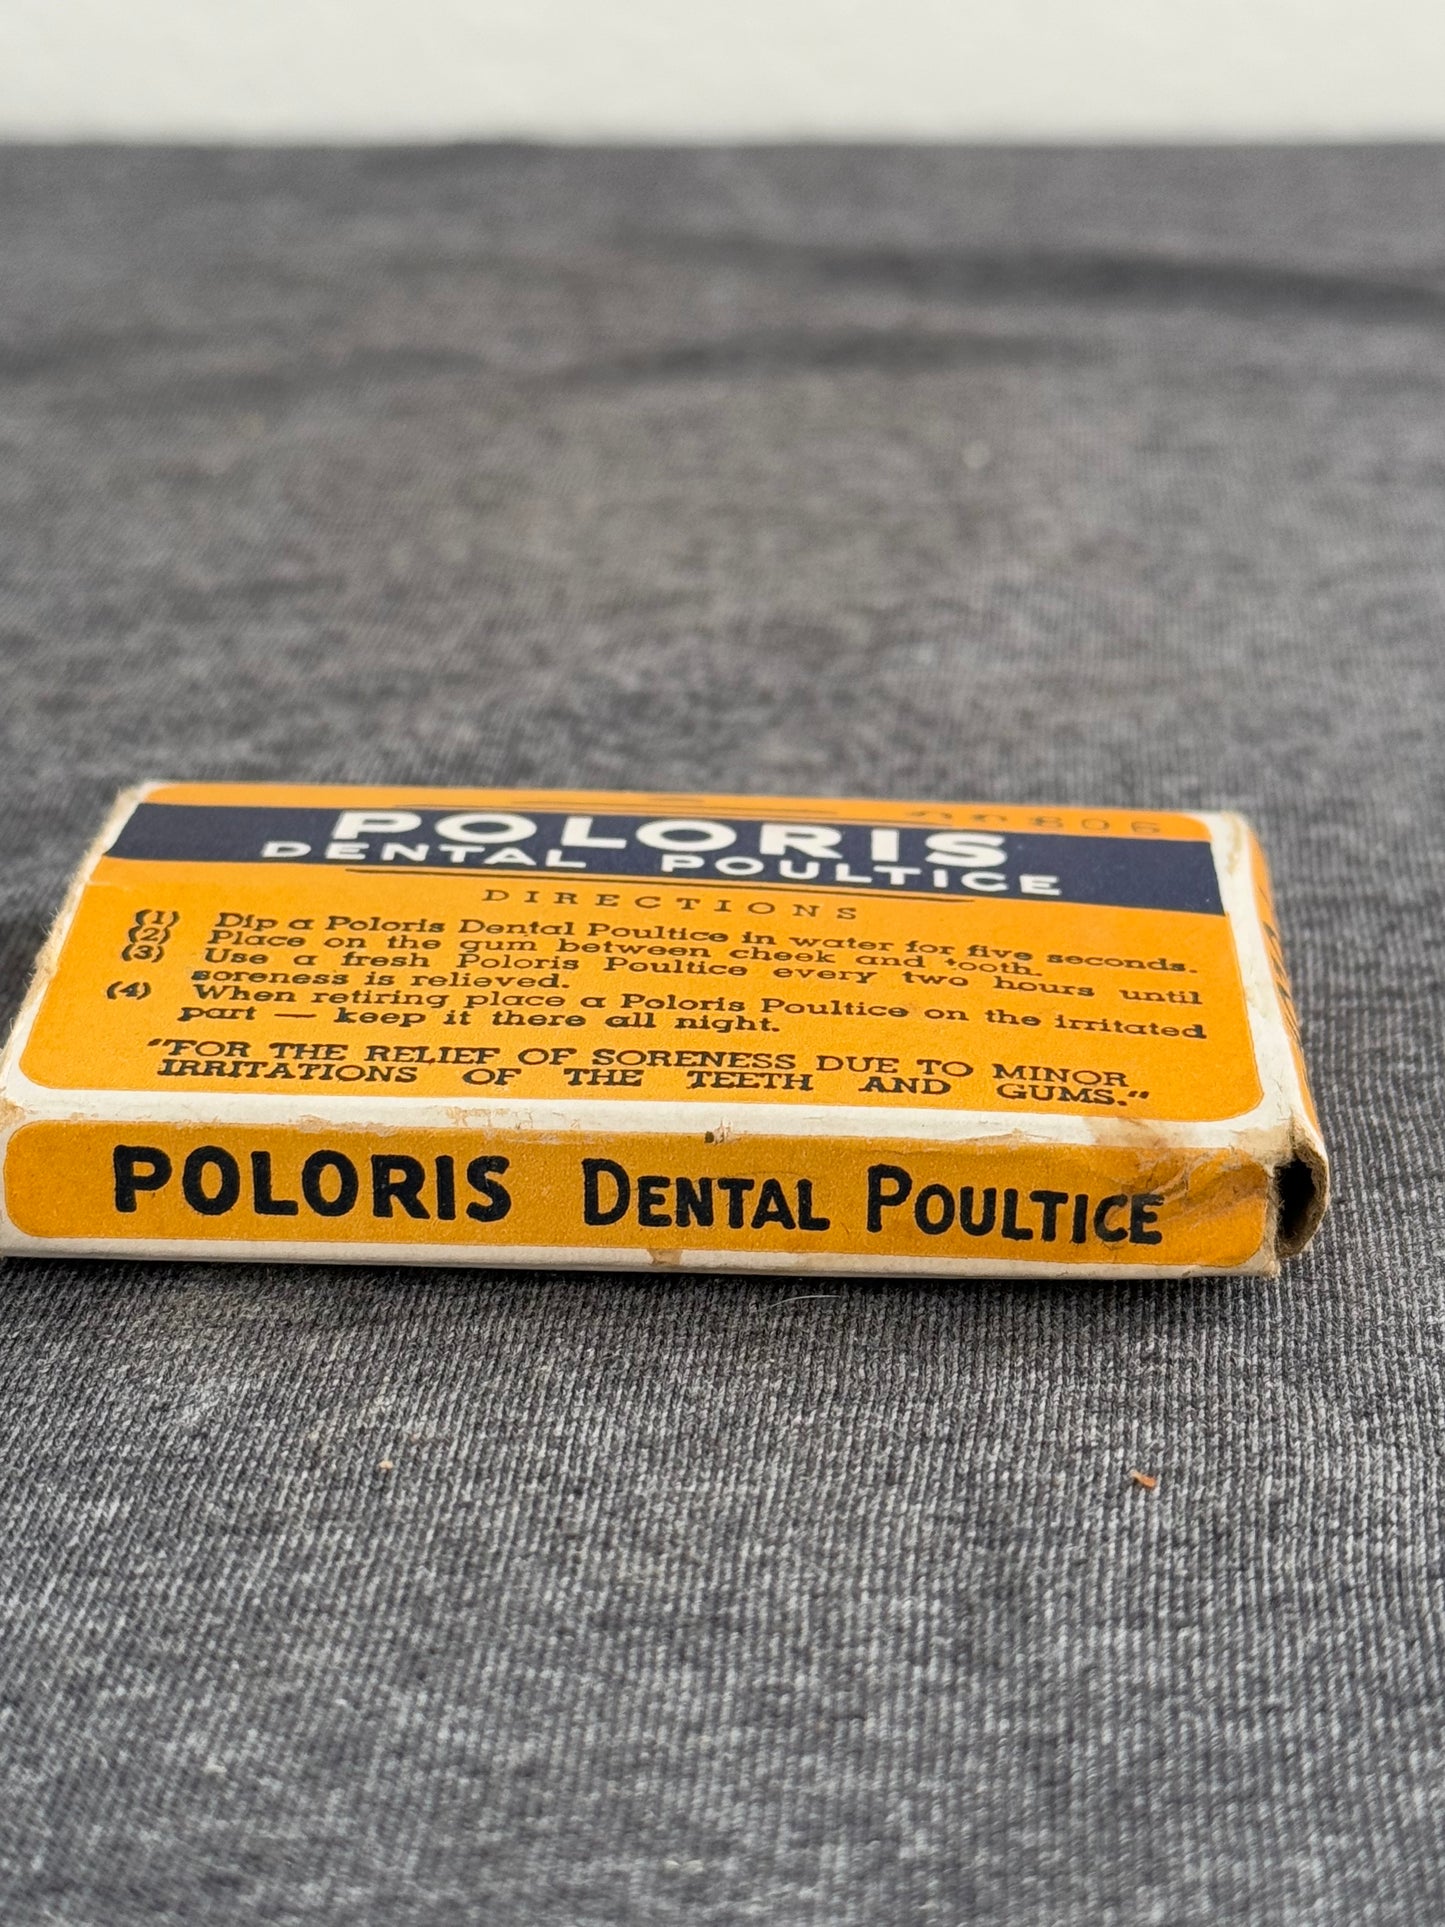 POLORIS
DENTAL POULTICE
DIRECTIONS
(1) Dip a Poloris Dental Poultice in water for five seconds.
(2) Place on the gum between cheek and tooth.
(3) Use a fresh Poloris Poultice every two hours until
soreness is relieved.
(4) When retiring place a Poloris Poultice on the irritated
part — keep it there all night.
"FOR THE RELIEF OF SORENESS DUE TO MINOR
IRRITATIONS OF THE TEETH AND GUMS."
POLORIS DENTAL POULTICE